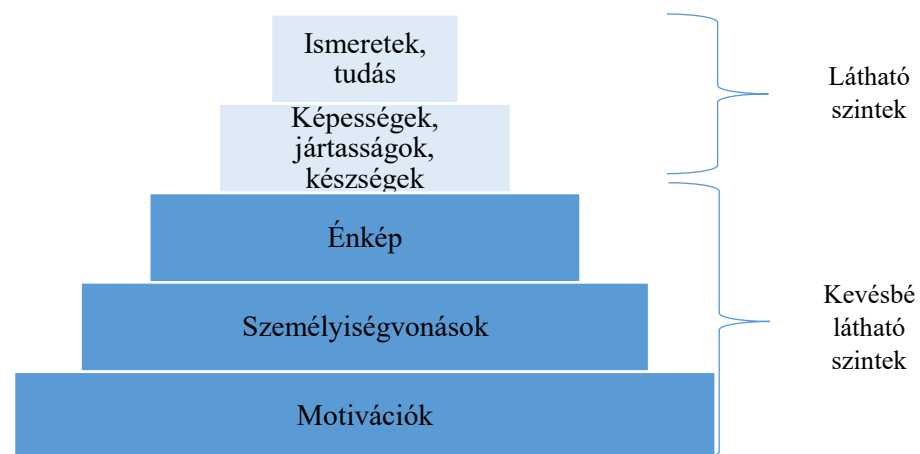 Ismeretek,
tudás
Képességek,
jártasságok,
készségek
Énkép
Személyiségvonások
Motivációk
Látható
szintek
Kevésbé
látható
szintek